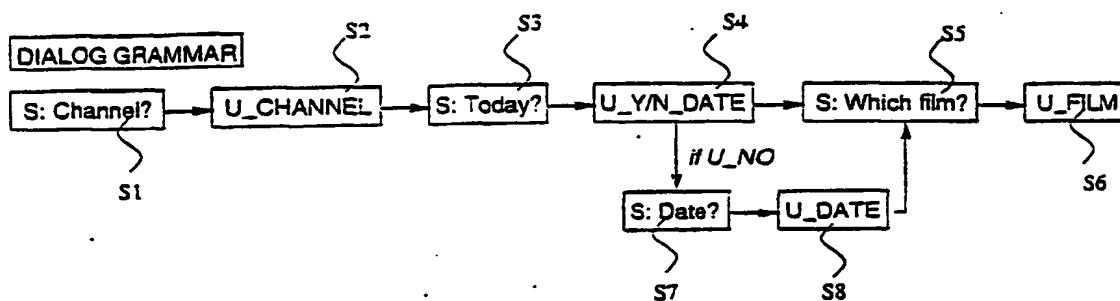 S2 S3 S4 S5
DIALOG GRAMMAR
S: Channel? U_CHANNEL S: Today? U_Y/N_DATE S: Which film? U_FILM
if U_NO
S1 S6
S: Date? U_DATE
S7 S8